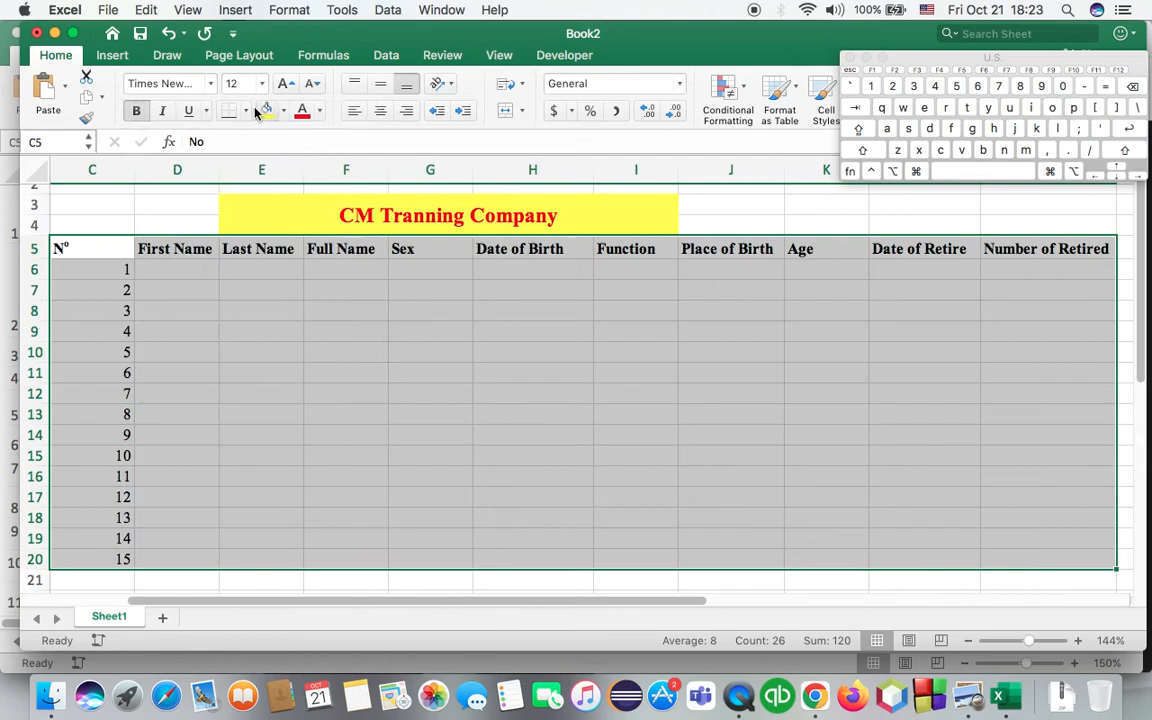 File Edit View Insert Format Tools Data Window Help 100% Fri Oct 21 18:23
Book2 Search Sheet
Home Insert Draw Page Layout Formulas Data Review View Developer
U.S.
esc F1 F2 F3 F4 F5 F6 F7 F8 F9 F10 F11 F12
` 1 2 3 4 5 6 7 8 9 0 - =
q w e r t y u i o p [ ] \
a s d f g h j k l ; '
z x c v b n m , . /
fn
Paste Times New... 12 General Conditional Formatting Format as Table Cell Styles
B I U A $ % )
C5 fx No
C D E F G H I J K
2
3 CM Tranning Company
4
5 Nº First Name Last Name Full Name Sex Date of Birth Function Place of Birth Age Date of Retire Number of Retired
6 1
7 2
8 3
9 4
10 5
11 6
12 7
13 8
14 9
15 10
16 11
17 12
18 13
19 14
20 15
21
Sheet1 +
Ready Average: 8 Count: 26 Sum: 120 144%
Ready 150%